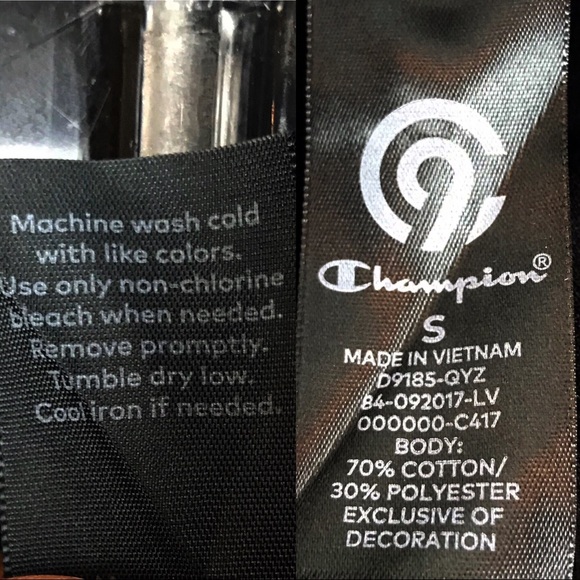 Machine wash cold
with like colors.
Use only non-chlorine
bleach when needed.
Remove promptly.
Tumble dry low.
Cool iron if needed.
C9
Champion®
S
MADE IN VIETNAM
D9185-QYZ
84-092017-LV
000000-C417
BODY:
70% COTTON/
30% POLYESTER
EXCLUSIVE OF
DECORATION